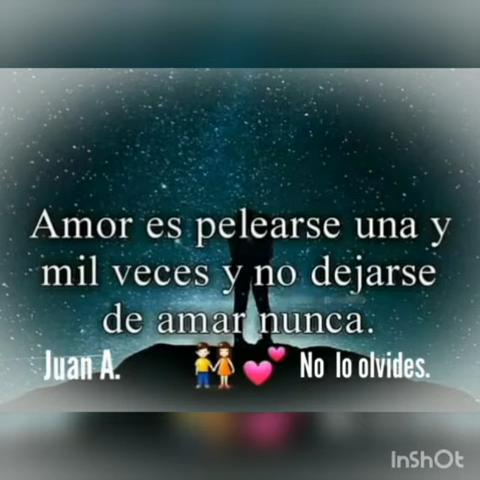 Amor es pelearse una y
mil veces y no dejarse
de amar nunca.
Juan A. 👫 💕 No lo olvides.
InShOt